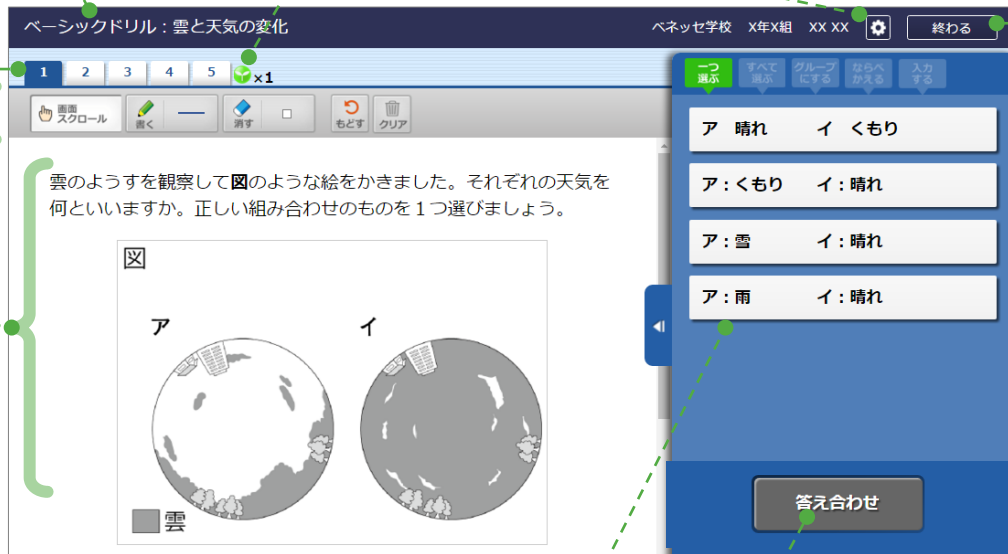 ベーシックドリル：雲と天気の変化
ベネッセ学校 X年X組 XX XX
終わる
1 2 3 4 5 ×1
画面
スクロール
書く
消す
もどす
クリア
一つ
選ぶ
すべて
選ぶ
グループ
にする
ならべ
かえる
入力
する
雲のようすを観察して図のような絵をかきました。それぞれの天気を
何といいますか。正しい組み合わせのものを１つ選びましょう。
図
ア イ
雲
ア 晴れ イ くもり
ア：くもり イ：晴れ
ア：雪 イ：晴れ
ア：雨 イ：晴れ
答え合わせ